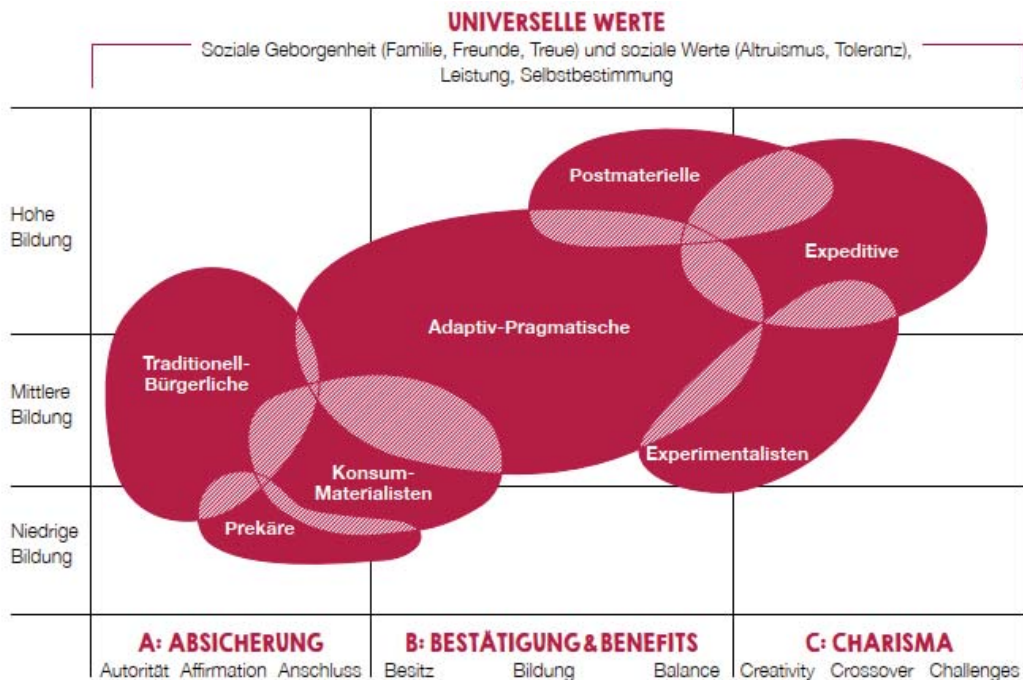 UNIVERSELLE WERTE
Soziale Geborgenheit (Familie, Freunde, Treue) und soziale Werte (Altruismus, Toleranz),
Leistung, Selbstbestimmung
Hohe
Bildung
Mittlere
Bildung
Niedrige
Bildung
Postmaterielle
Expeditive
Adaptiv-Pragmatische
Traditionell-
Bürgerliche
Experimentalisten
Konsum-
Materialisten
Prekäre
A: ABSICHERUNG
Autorität Affirmation Anschluss
B: BESTÄTIGUNG & BENEFITS
Besitz Bildung Balance
C: CHARISMA
Creativity Crossover Challenges